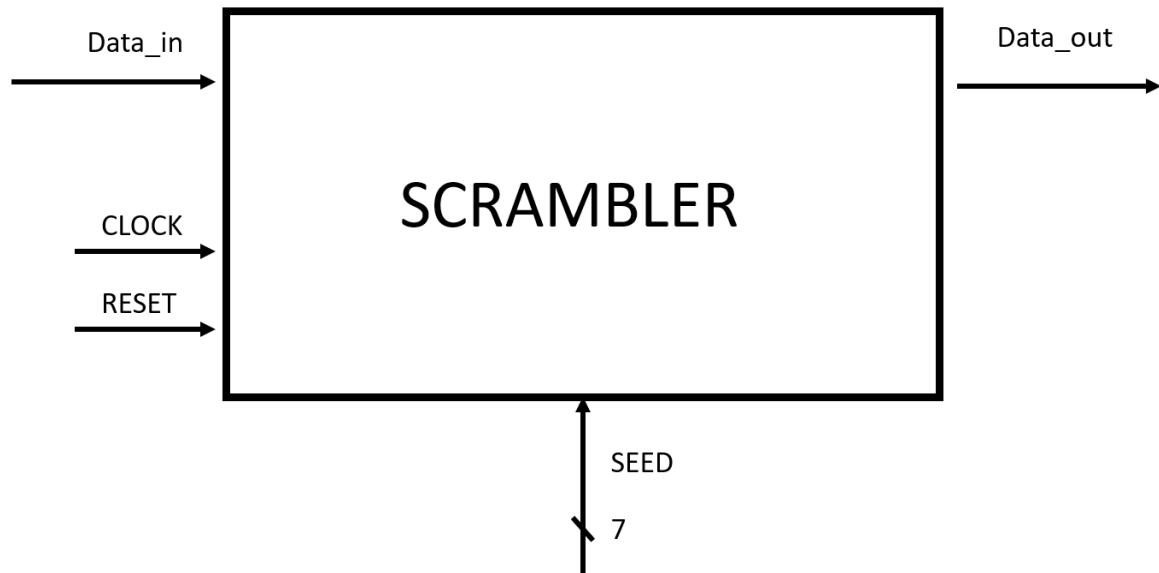 Data_in
Data_out
SCRAMBLER
CLOCK
RESET
SEED
7